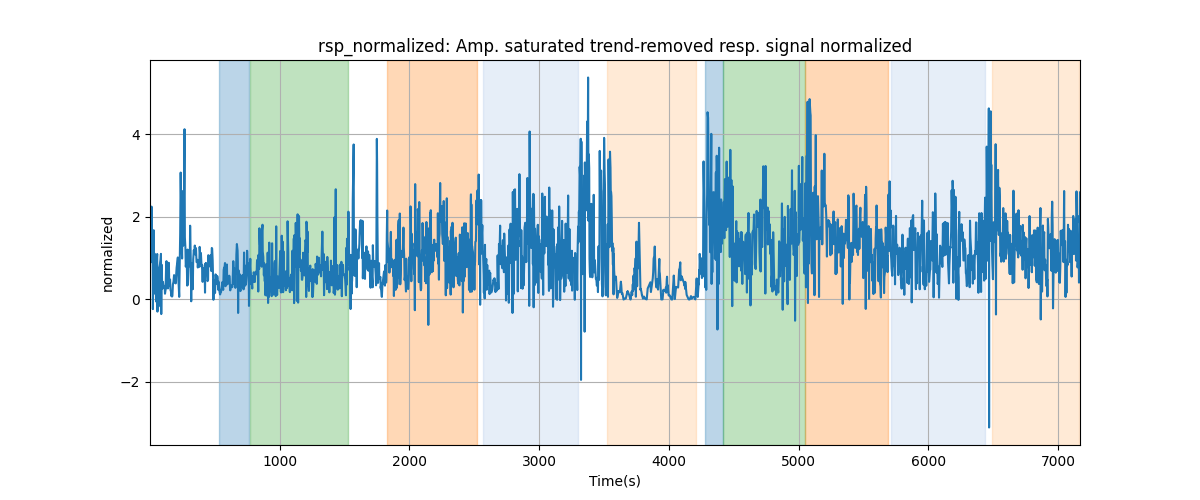 rsp_normalized: Amp. saturated trend-removed resp. signal normalized
normalized
4
2
0
−2
1000 2000 3000 4000 5000 6000 7000
Time(s)